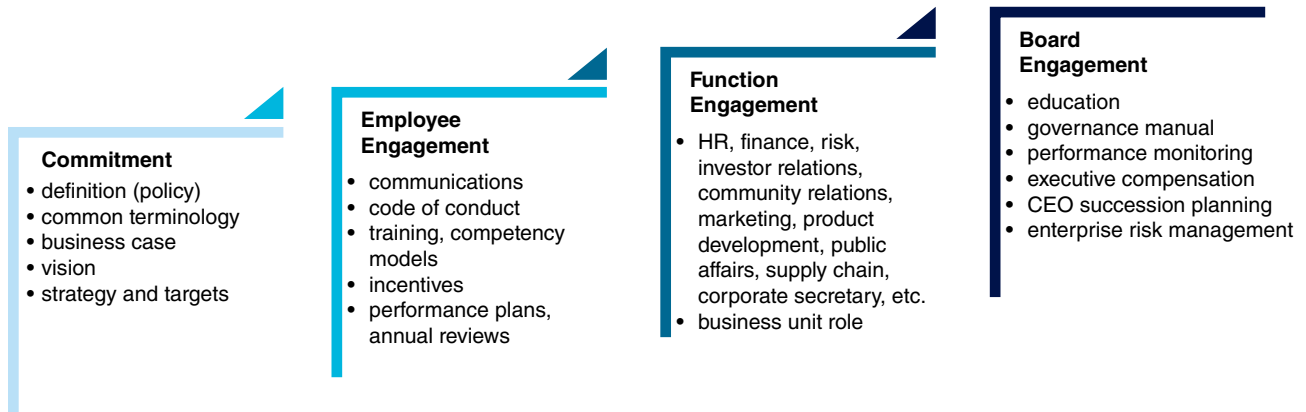 Commitment
• definition (policy)
• common terminology
• business case
• vision
• strategy and targets
Employee
Engagement
• communications
• code of conduct
• training, competency
models
• incentives
• performance plans,
annual reviews
Function
Engagement
• HR, finance, risk,
investor relations,
community relations,
marketing, product
development, public
affairs, supply chain,
corporate secretary, etc.
• business unit role
Board
Engagement
• education
• governance manual
• performance monitoring
• executive compensation
• CEO succession planning
• enterprise risk management